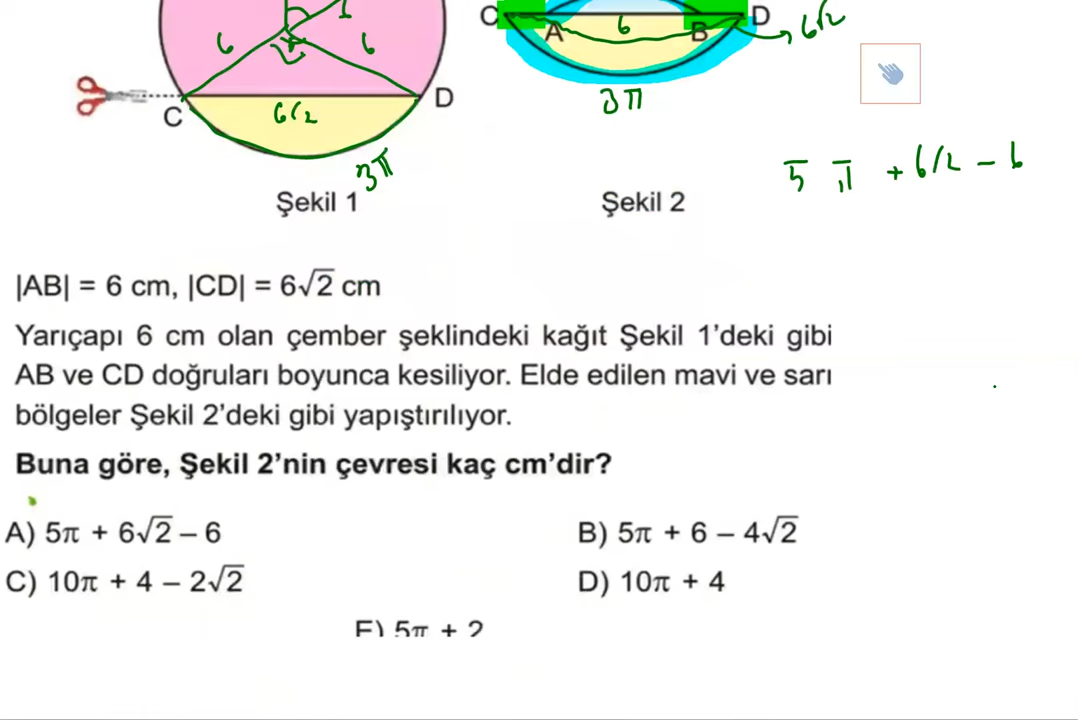 6 6
C 6√2 D
3π
C A 6 B D 6√2
3π
5π + 6√2 - 6
Şekil 1 Şekil 2
|AB| = 6 cm, |CD| = 6√2 cm
Yarıçapı 6 cm olan çember şeklindeki kağıt Şekil 1'deki gibi
AB ve CD doğruları boyunca kesiliyor. Elde edilen mavi ve sarı
bölgeler Şekil 2'deki gibi yapıştırılıyor.
Buna göre, Şekil 2'nin çevresi kaç cm'dir?
A) 5π + 6√2 – 6 B) 5π + 6 – 4√2
C) 10π + 4 – 2√2 D) 10π + 4
E) 5π + 2